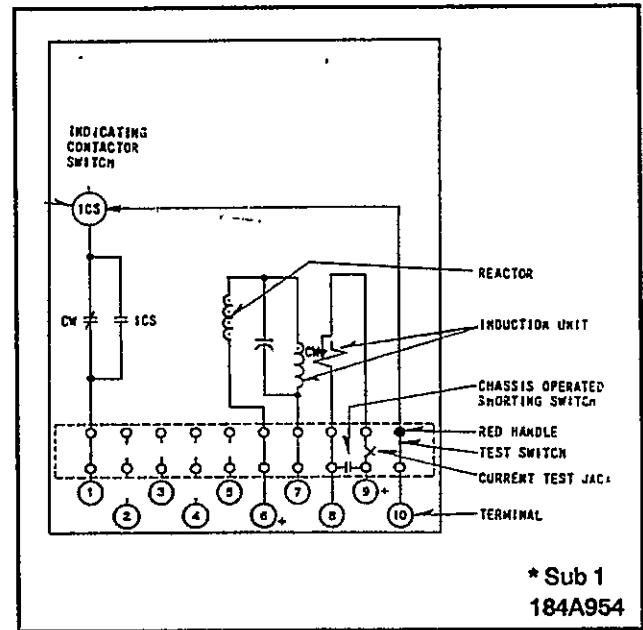 INDICATING
CONTACTOR
SWITCH
ICS
CW
ICS
CW
REACTOR
INDUCTION UNIT
CHASSIS OPERATED
SHORTING SWITCH
RED HANDLE
TEST SWITCH
CURRENT TEST JACK
1
3
5
7
9 +
2
4
6 +
8
10
TERMINAL
* Sub 1
184A954